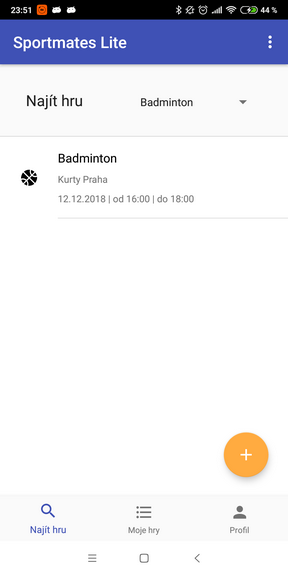 23:51 44 %
Sportmates Lite
Najít hru Badminton
Badminton
Kurty Praha
12.12.2018 | od 16:00 | do 18:00
Najít hru Moje hry Profil